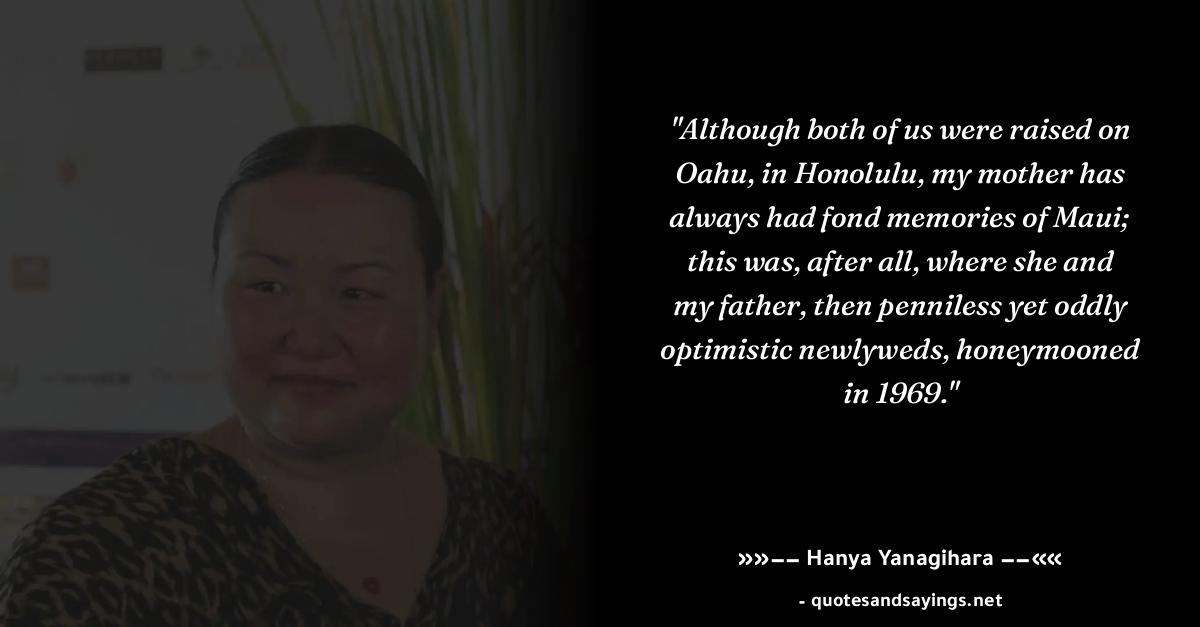 "Although both of us were raised on
Oahu, in Honolulu, my mother has
always had fond memories of Maui;
this was, after all, where she and
my father, then penniless yet oddly
optimistic newlyweds, honeymooned
in 1969."
»»–– Hanya Yanagihara ––««
- quotesandsayings.net